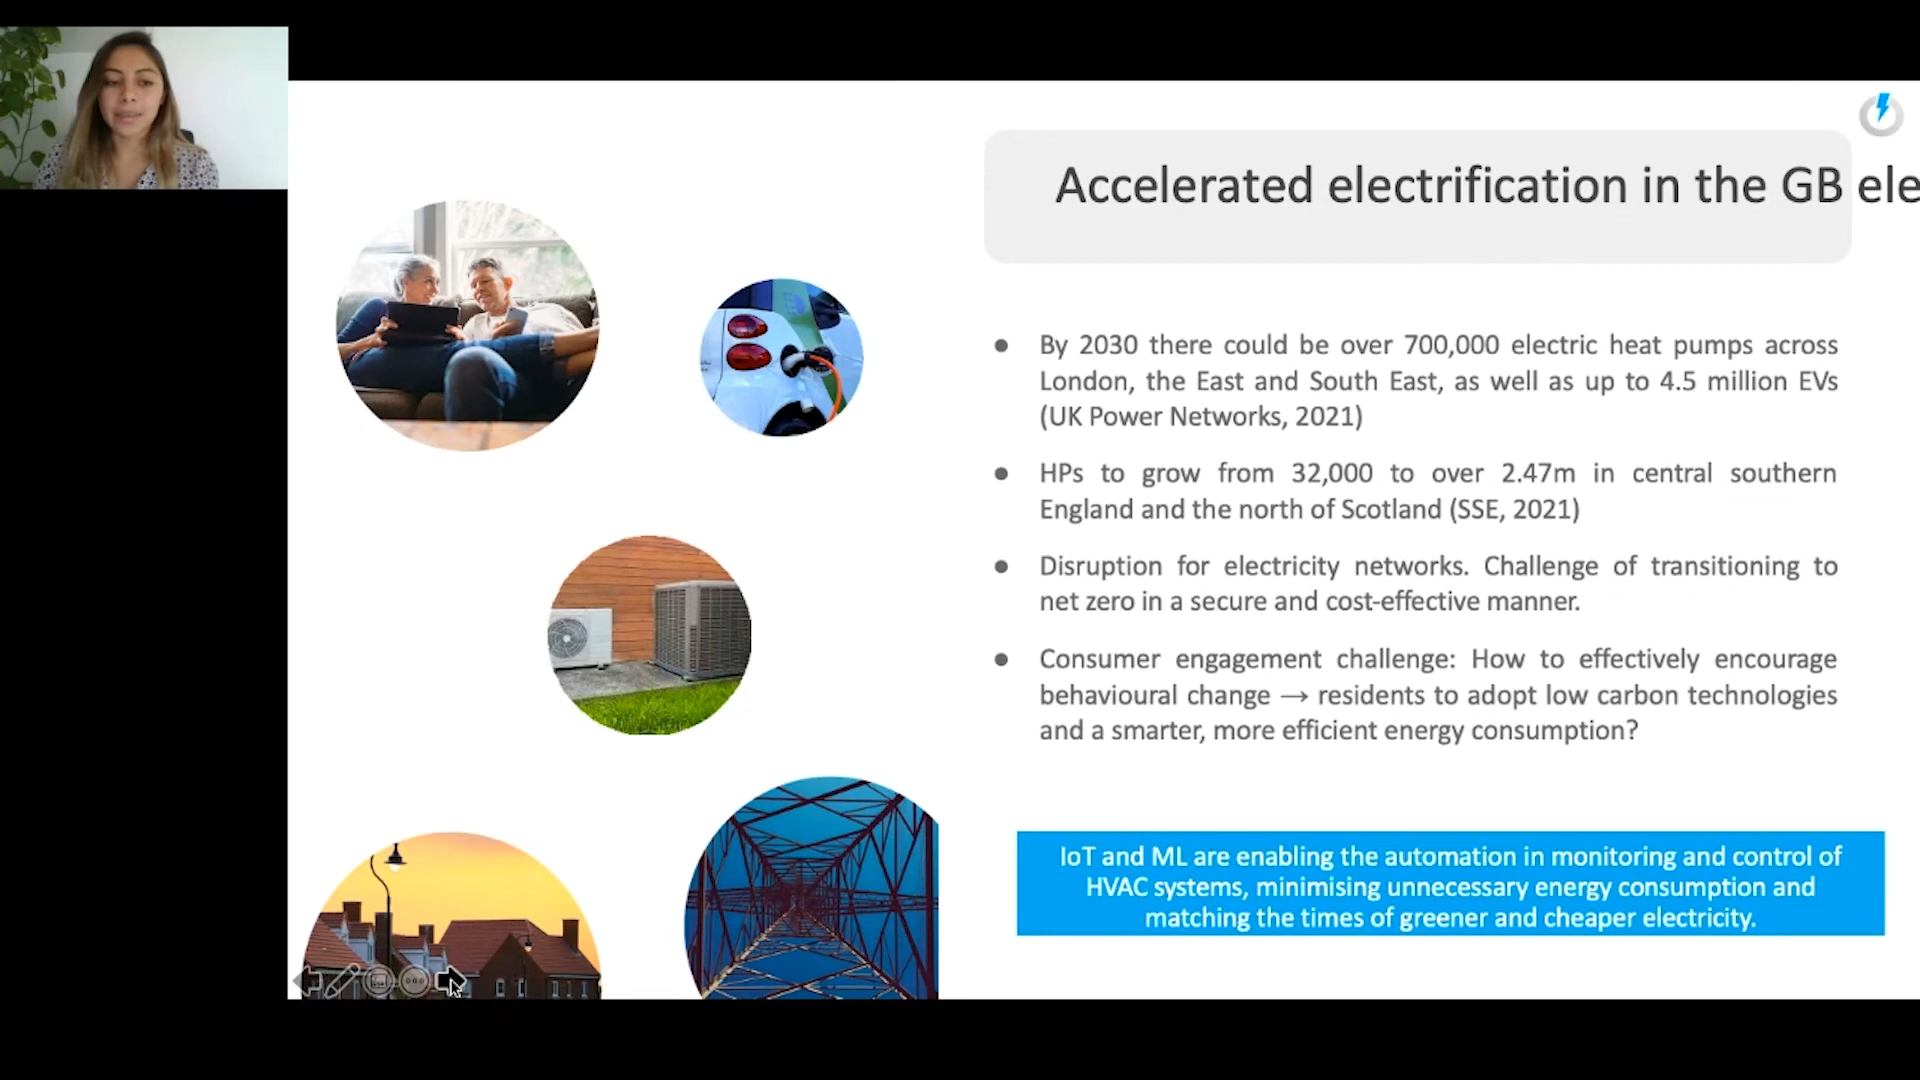 Accelerated electrification in the GB ele
● By 2030 there could be over 700,000 electric heat pumps across
London, the East and South East, as well as up to 4.5 million EVs
(UK Power Networks, 2021)
● HPs to grow from 32,000 to over 2.47m in central southern
England and the north of Scotland (SSE, 2021)
● Disruption for electricity networks. Challenge of transitioning to
net zero in a secure and cost-effective manner.
● Consumer engagement challenge: How to effectively encourage
behavioural change → residents to adopt low carbon technologies
and a smarter, more efficient energy consumption?
IoT and ML are enabling the automation in monitoring and control of
HVAC systems, minimising unnecessary energy consumption and
matching the times of greener and cheaper electricity.